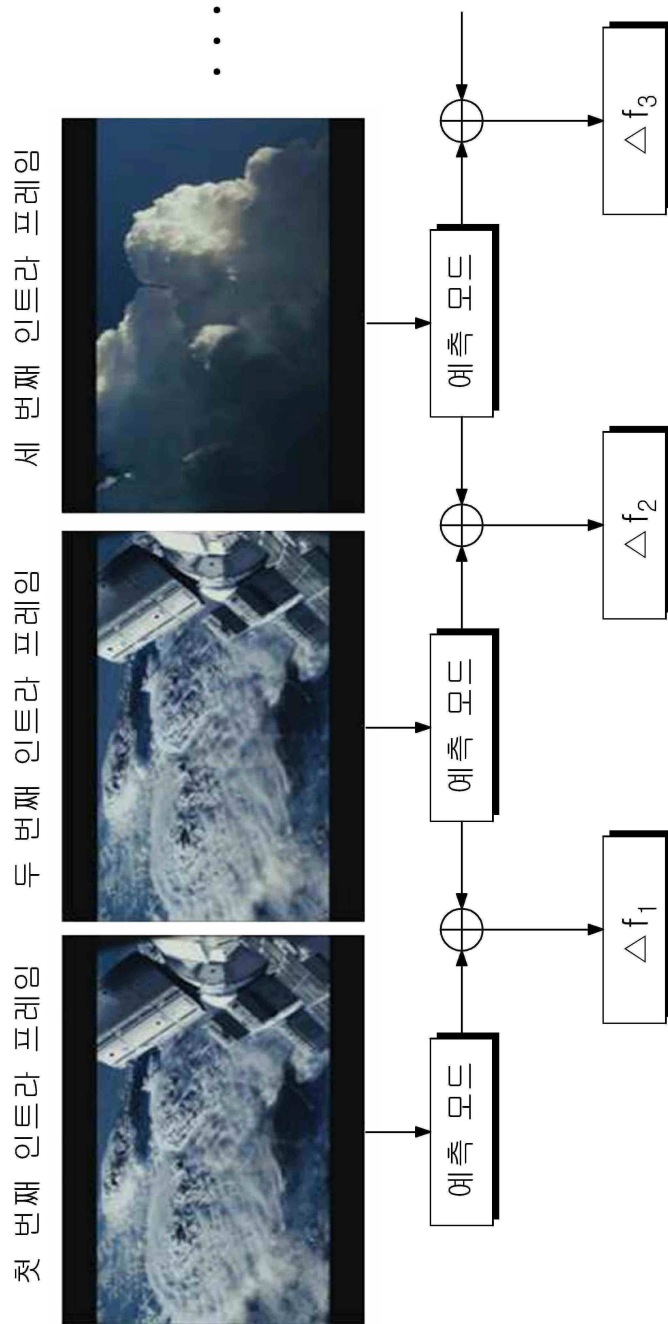 첫 번째 인트라 프레임
두 번째 인트라 프레임
세 번째 인트라 프레임
• • •
예측 모드
예측 모드
예측 모드
△f₁
△f₂
△f₃